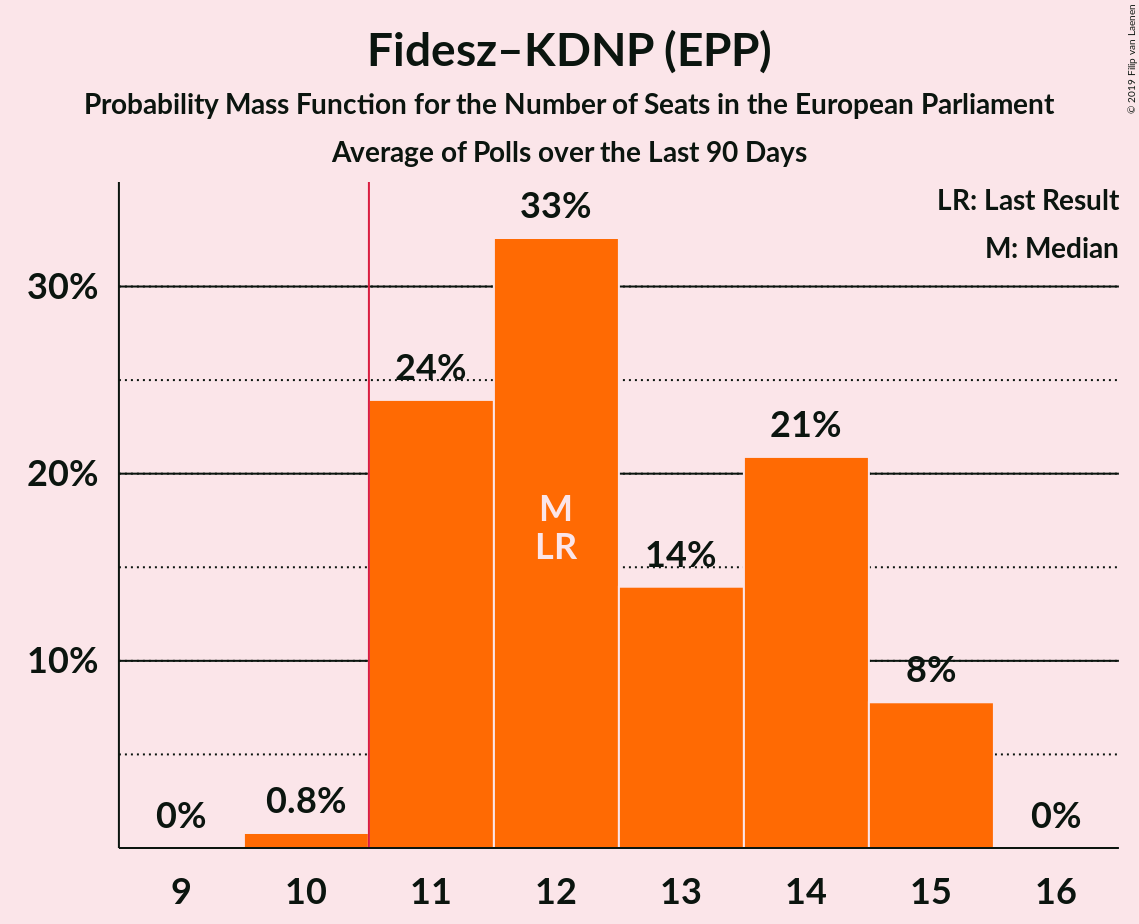 Fidesz–KDNP (EPP)
Probability Mass Function for the Number of Seats in the European Parliament
Average of Polls over the Last 90 Days
© 2019 Filip van Laenen
LR: Last Result
M: Median
30%
20%
10%
0%
0.8%
24%
33%
14%
21%
8%
0%
M
LR
9
10
11
12
13
14
15
16